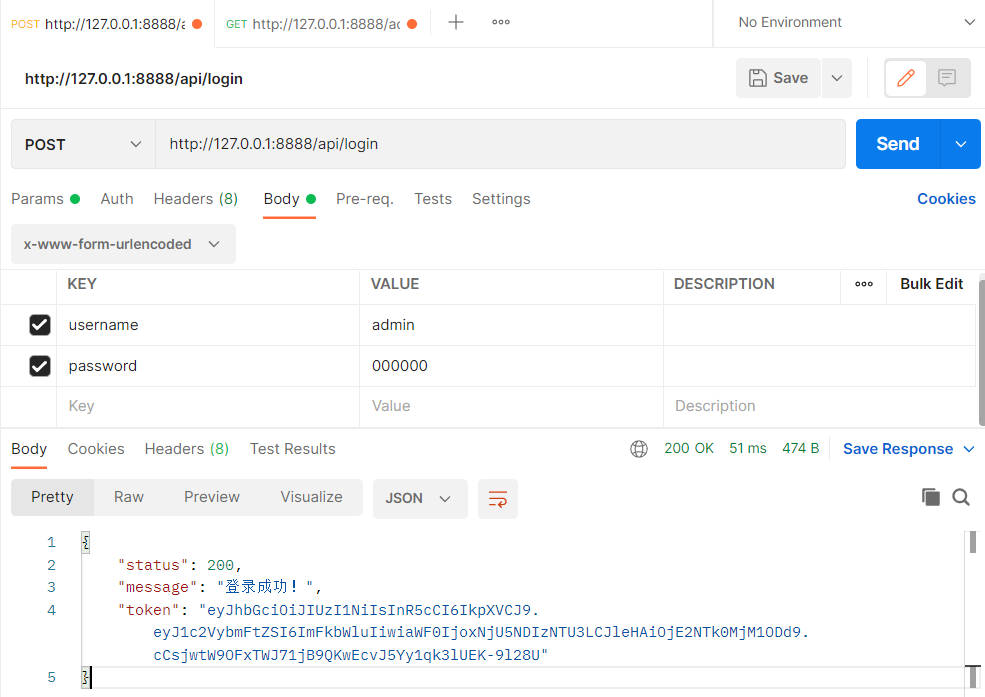 POST http://127.0.0.1:8888/a GET http://127.0.0.1:8888/ac No Environment
http://127.0.0.1:8888/api/login Save
POST http://127.0.0.1:8888/api/login Send
Params Auth Headers (8) Body Pre-req. Tests Settings Cookies
x-www-form-urlencoded
KEY VALUE DESCRIPTION Bulk Edit
username admin
password 000000
Key Value Description
Body Cookies Headers (8) Test Results 200 OK 51 ms 474 B Save Response
Pretty Raw Preview Visualize JSON
1 {
2 "status": 200,
3 "message": "登录成功！",
4 "token": "eyJhbGciOiJIUzI1NiIsInR5cCI6IkpXVCJ9.
eyJ1c2VybmFtZSI6ImFkbWluIiwiaWF0IjoxNjU5NDIzNTU3LCJleHAiOjE2NTk0MjM1ODd9.
cCsjwtW9OFxTWJ71jB9QKwEcvJ5Yy1qk3lUEK-9l28U"
5 }